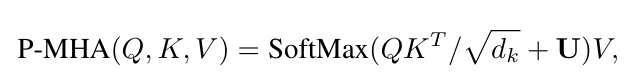 P-MHA(Q, K, V) = SoftMax(QK^T/√d_k + U)V,